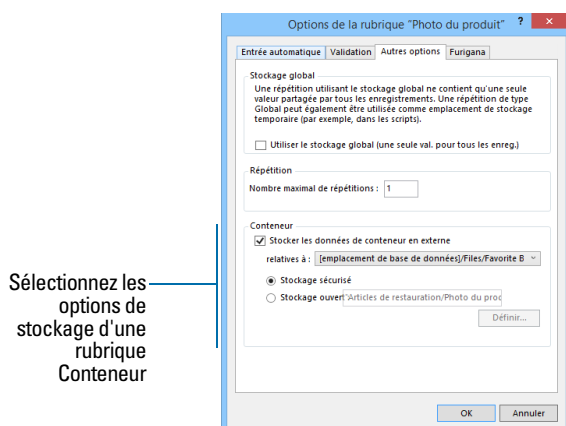 Options de la rubrique "Photo du produit"
?
×
Entrée automatique
Validation
Autres options
Furigana
Stockage global
Une répétition utilisant le stockage global ne contient qu'une seule
valeur partagée par tous les enregistrements. Une répétition de type
Global peut également être utilisée comme emplacement de stockage
temporaire (par exemple, dans les scripts).
Utiliser le stockage global (une seule val. pour tous les enreg.)
Répétition
Nombre maximal de répétitions : 1
Conteneur
Stocker les données de conteneur en externe
relatives à : [emplacement de base de données]/Files/Favorite B
Stockage sécurisé
Stockage ouvert "Articles de restauration/Photo du proc
Définir...
Sélectionnez les
options de
stockage d'une
rubrique
Conteneur
OK
Annuler